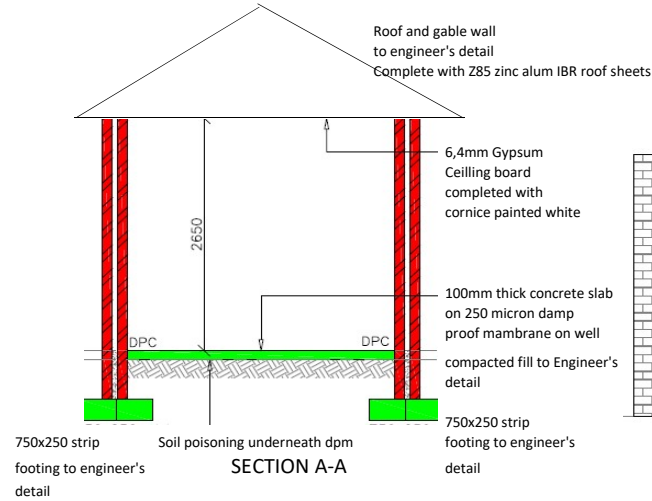 Roof and gable wall
to engineer's detail
Complete with Z85 zinc alum IBR roof sheets
6,4mm Gypsum
Ceilling board
completed with
cornice painted white
2650
100mm thick concrete slab
on 250 micron damp
proof mambrane on well
compacted fill to Engineer's
detail
DPC
DPC
750x250 strip
footing to engineer's
detail
Soil poisoning underneath dpm
SECTION A-A
750x250 strip
footing to engineer's
detail